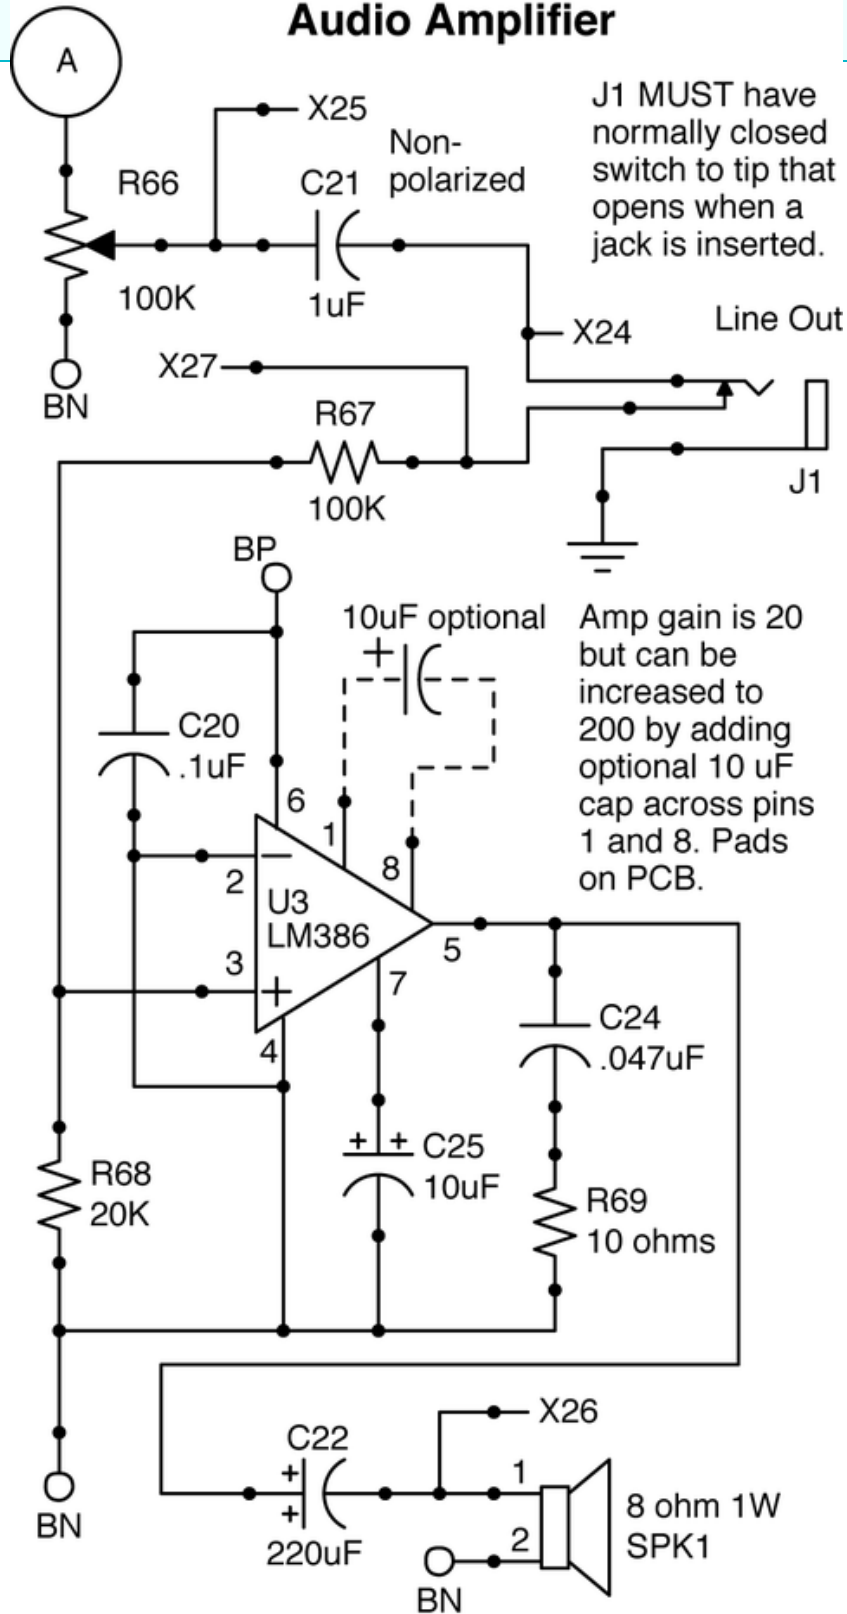 Audio Amplifier
A
X25
J1 MUST have
normally closed
switch to tip that
opens when a
jack is inserted.
Non-
polarized
R66
C21
100K
1uF
Line Out
X24
X27
BN
R67
100K
J1
BP
10uF optional
+
Amp gain is 20
but can be
increased to
200 by adding
optional 10 uF
cap across pins
1 and 8. Pads
on PCB.
C20
.1uF
6
1
8
2
−
U3
LM386
5
3
+
7
4
C24
.047uF
+ +
C25
10uF
R68
20K
R69
10 ohms
X26
C22
+
+
220uF
1
2
8 ohm 1W
SPK1
BN
BN